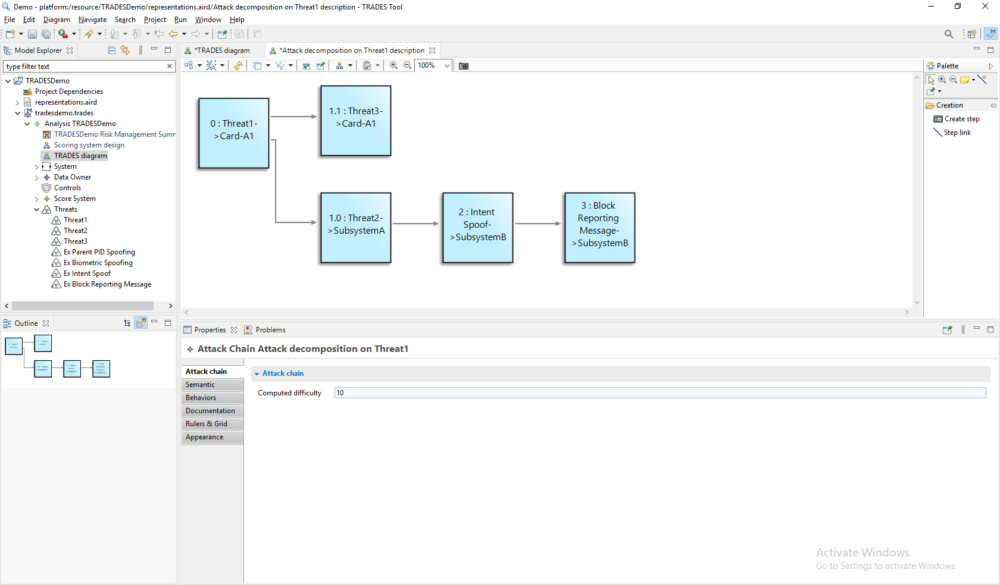 Demo - platform:/resource/TRADESDemo/representations.aird/Attack decomposition on Threat1 description - TRADES Tool
File Edit Diagram Navigate Search Project Run Window Help
Model Explorer
type filter text
TRADESDemo
Project Dependencies
representations.aird
tradesdemo.trades
Analysis TRADESDemo
TRADESDemo Risk Management Sumr
Scoring system design
TRADES diagram
System
Data Owner
Controls
Score System
Threats
Threat1
Threat2
Threat3
Ex Parent PID Spoofing
Ex Biometric Spoofing
Ex Intent Spoof
Ex Block Reporting Message
Outline
*TRADES diagram
*Attack decomposition on Threat1 description
100%
0 : Threat1-
>Card-A1
1.1 : Threat3-
>Card-A1
1.0 : Threat2-
>SubsystemA
2 : Intent
Spoof-
>SubsystemB
3 : Block
Reporting
Message-
>SubsystemB
Palette
Creation
Create step
Step link
Properties
Problems
Attack Chain Attack decomposition on Threat1
Attack chain
Semantic
Behaviors
Documentation
Rulers & Grid
Appearance
Attack chain
Computed difficulty 10
Activate Windows
Go to Settings to activate Windows.